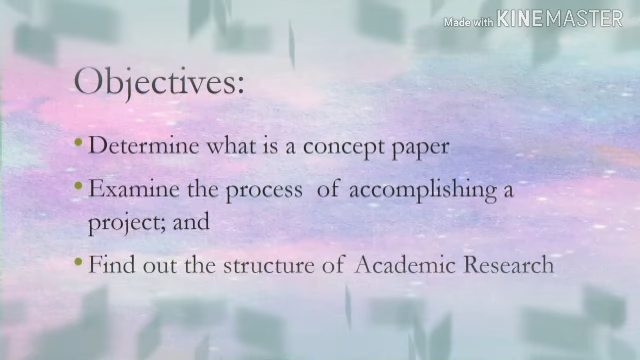 Made with KINEMASTER
Objectives:
• Determine what is a concept paper
• Examine the process of accomplishing a
project; and
• Find out the structure of Academic Research